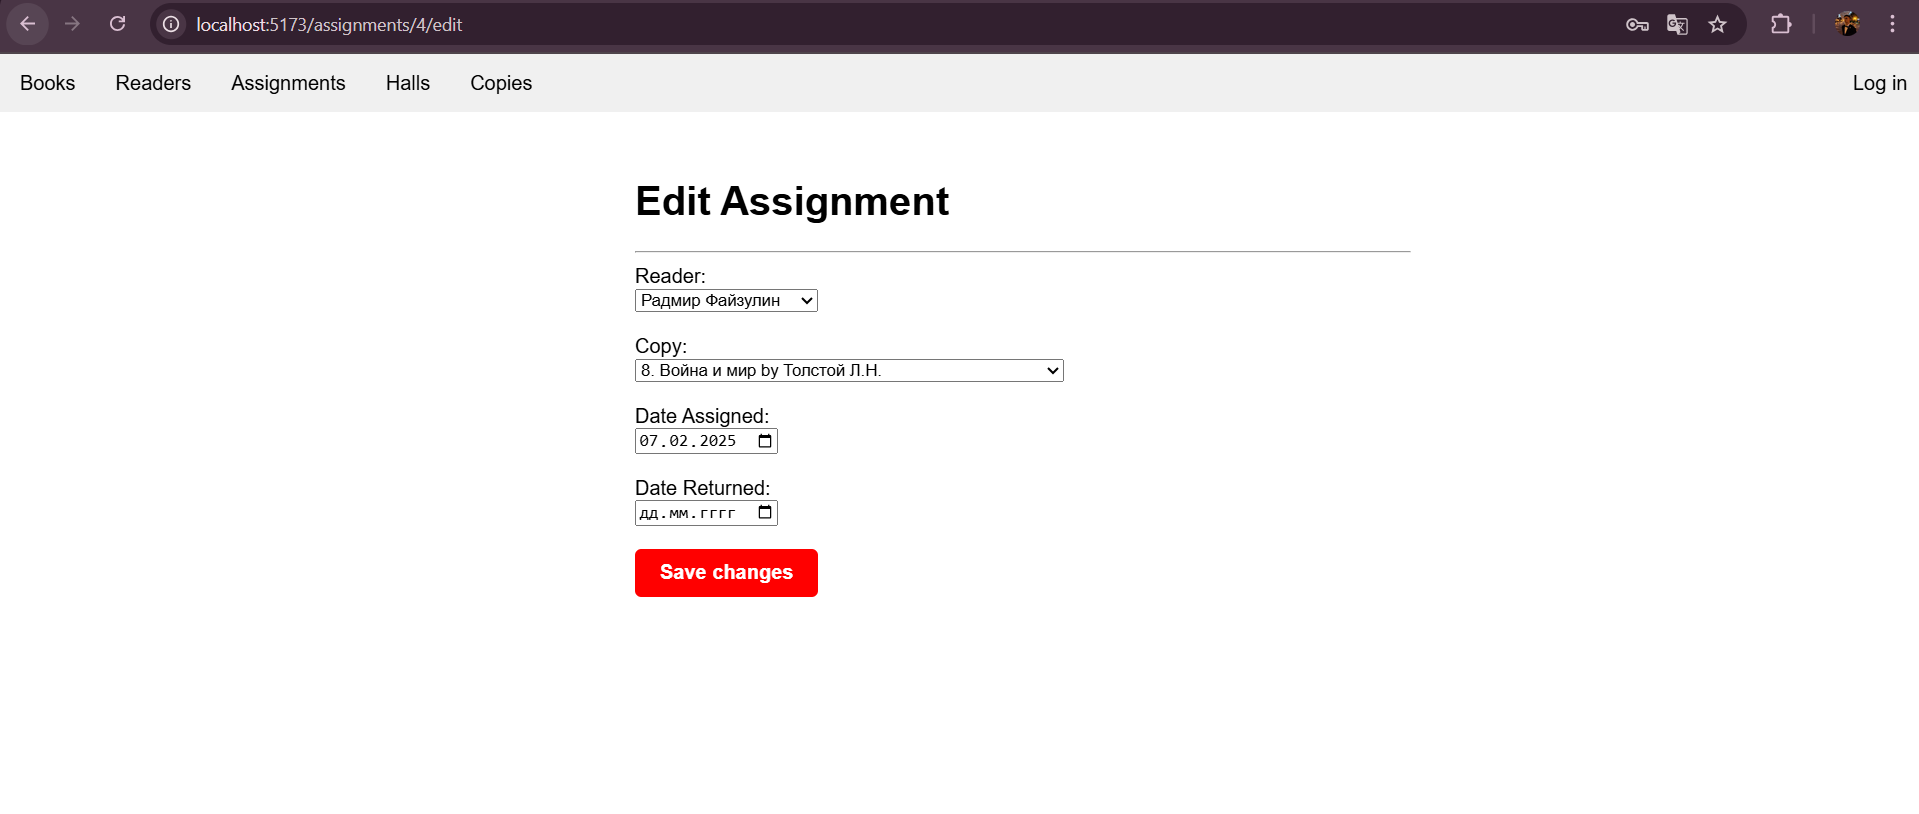 localhost:5173/assignments/4/edit
Books Readers Assignments Halls Copies Log in
Edit Assignment
Reader:
Радмир Файзулин
Copy:
8. Война и мир by Толстой Л.Н.
Date Assigned:
07.02.2025
Date Returned:
дд.мм.гггг
Save changes